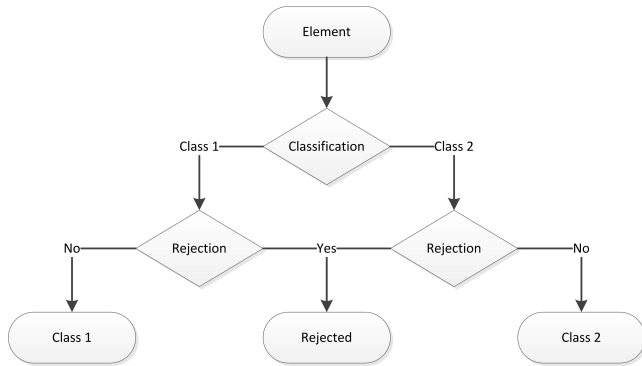 Element
Class 1
Classification
Class 2
No
Rejection
Yes
Rejection
No
Class 1
Rejected
Class 2